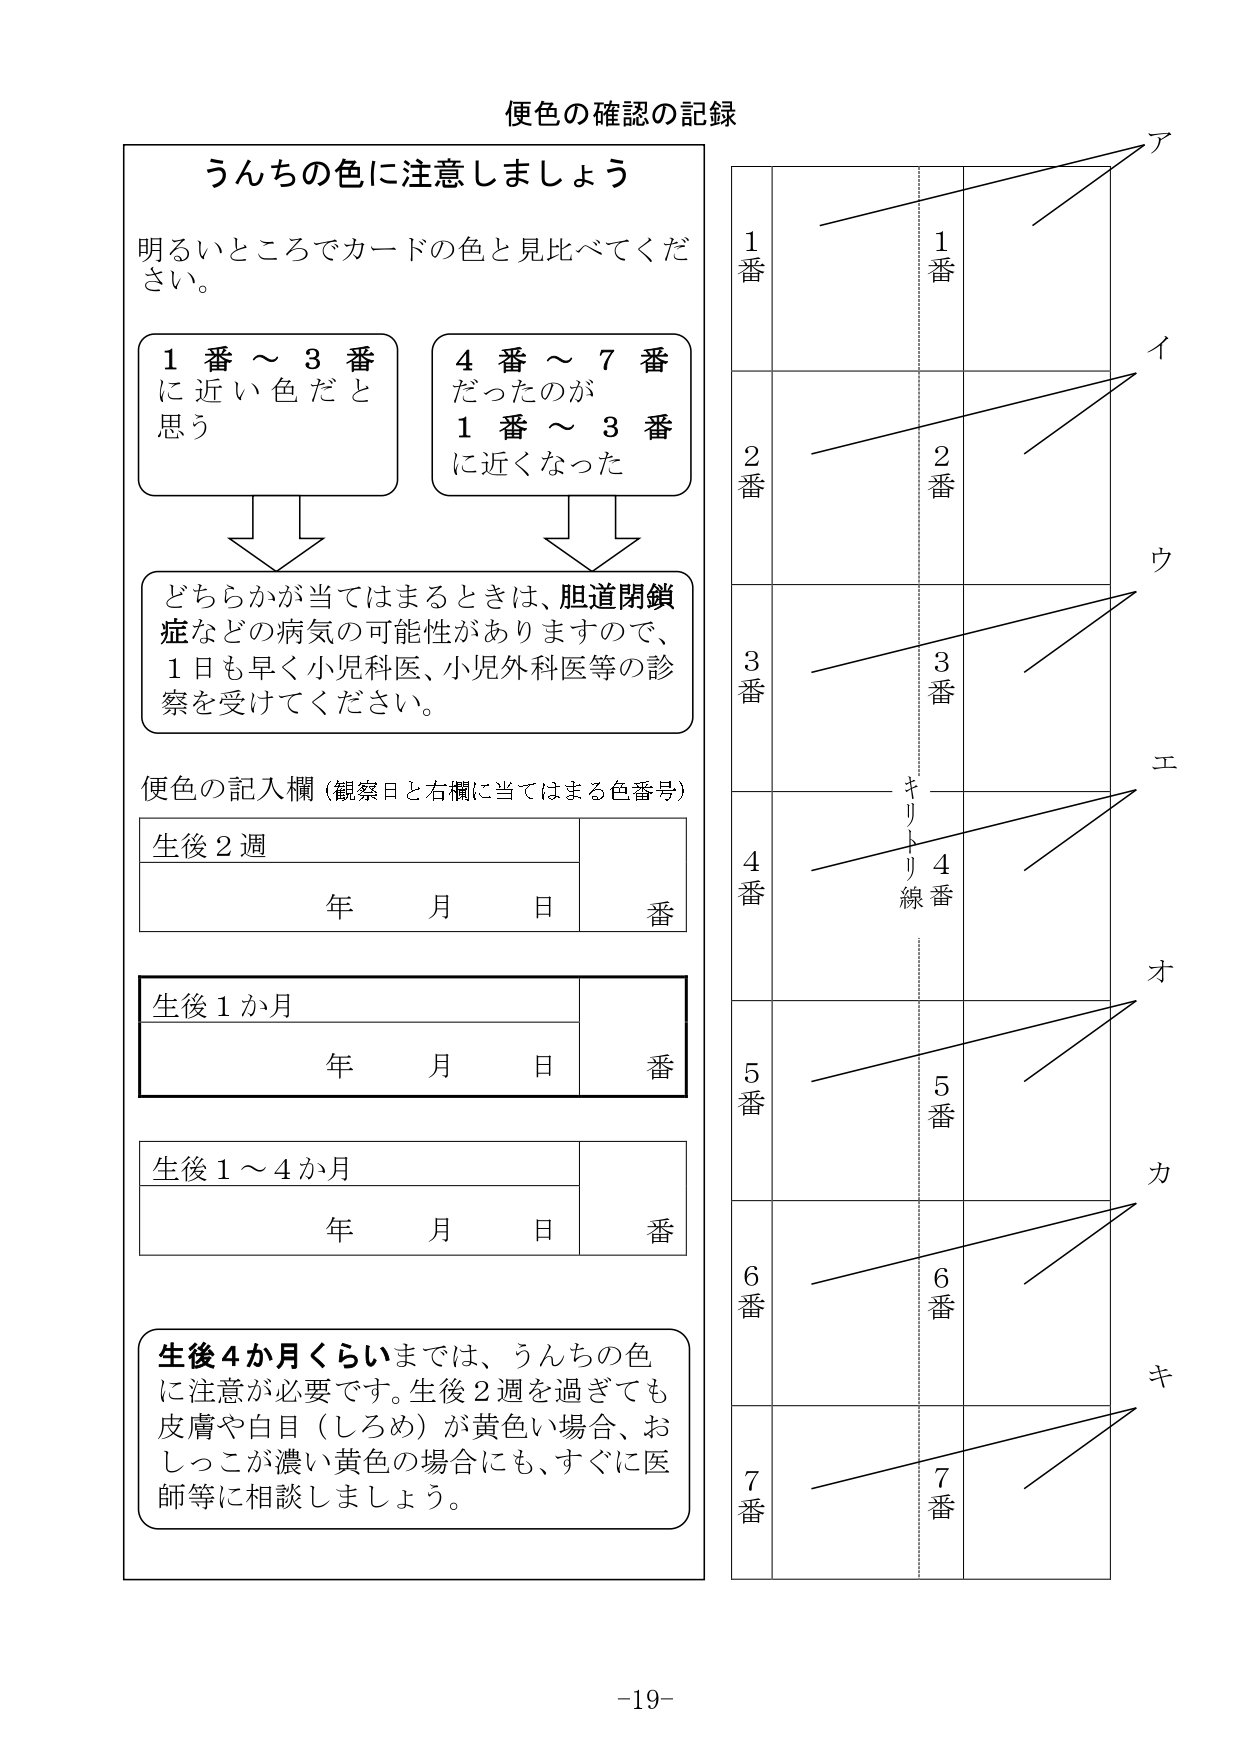 便色の確認の記録
うんちの色に注意しましょう
明るいところでカードの色と見比べてくだ
さい。
１番～３番
に近い色だと
思う
４番～７番
だったのが
１番～３番
に近くなった
どちらかが当てはまるときは、胆道閉鎖
症などの病気の可能性がありますので、
１日も早く小児科医、小児外科医等の診
察を受けてください。
便色の記入欄（観察日と右欄に当てはまる色番号）
生後２週
年 月 日 番
生後１か月
年 月 日 番
生後１～４か月
年 月 日 番
生後４か月くらいまでは、うんちの色
に注意が必要です。生後２週を過ぎても
皮膚や白目（しろめ）が黄色い場合、お
しっこが濃い黄色の場合にも、すぐに医
師等に相談しましょう。
ア
１番 １番
イ
２番 ２番
ウ
３番 ３番
エ
キリトリ線
４番 ４番
オ
５番 ５番
カ
６番 ６番
キ
７番 ７番
-19-